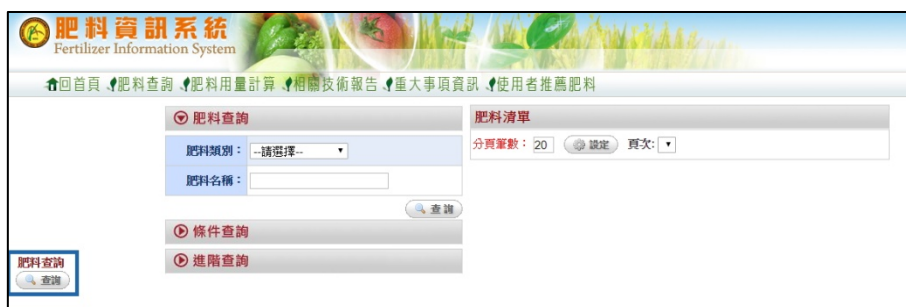 肥料資訊系統
Fertilizer Information System
回首頁 肥料查詢 肥料用量計算 相關技術報告 重大事項資訊 使用者推薦肥料
肥料查詢
肥料類別： --請選擇--
肥料名稱：
查詢
條件查詢
進階查詢
肥料清單
分頁筆數： 20 設定 頁次:
肥料查詢
查詢